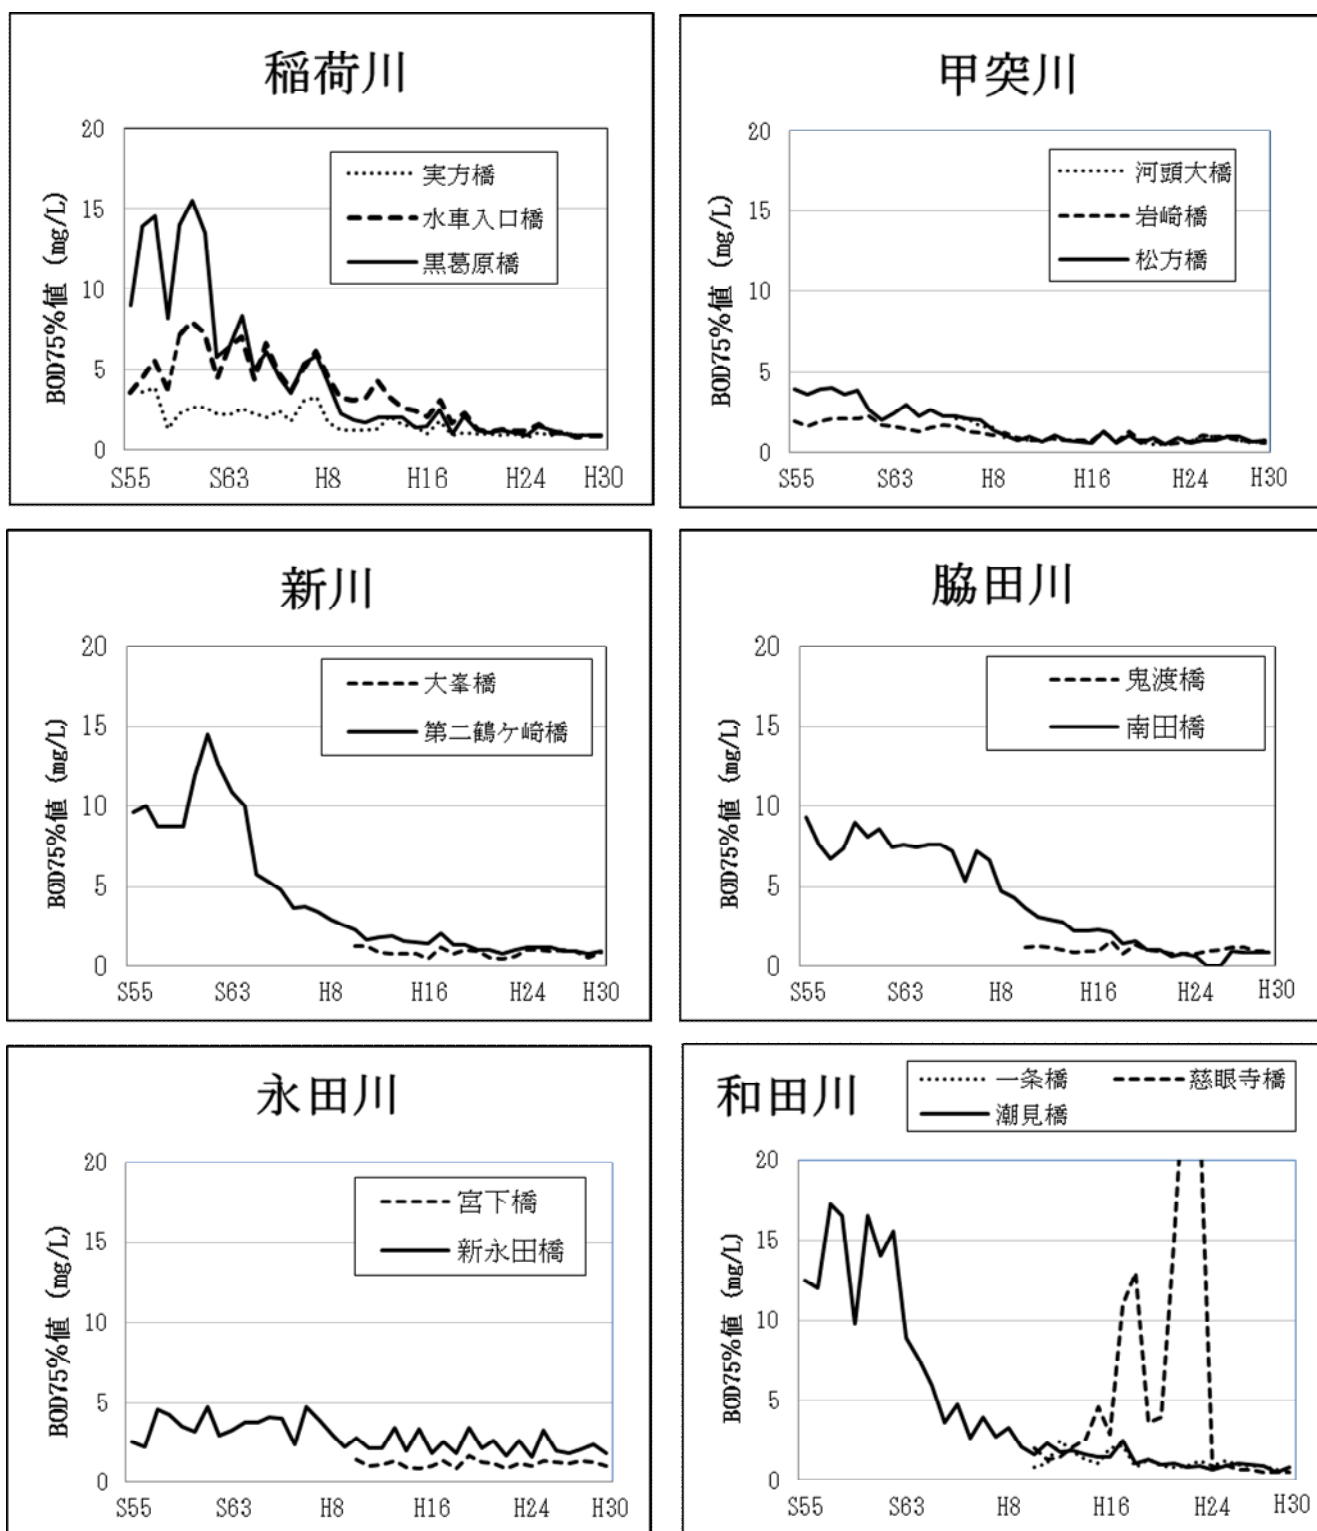 稲荷川
20
15
10
5
0
BOD75%値 (mg/L)
実方橋
水車入口橋
黒葛原橋
S55 S63 H8 H16 H24 H30
甲突川
20
15
10
5
0
BOD75%値 (mg/L)
河頭大橋
岩崎橋
松方橋
S55 S63 H8 H16 H24 H30
新川
20
15
10
5
0
BOD75%値 (mg/L)
大峯橋
第二鶴ケ崎橋
S55 S63 H8 H16 H24 H30
脇田川
20
15
10
5
0
BOD75%値 (mg/L)
鬼渡橋
南田橋
S55 S63 H8 H16 H24 H30
永田川
20
15
10
5
0
BOD75%値 (mg/L)
宮下橋
新永田橋
S55 S63 H8 H16 H24 H30
和田川
一条橋 慈眼寺橋
潮見橋
20
15
10
5
0
BOD75%値 (mg/L)
S55 S63 H8 H16 H24 H30